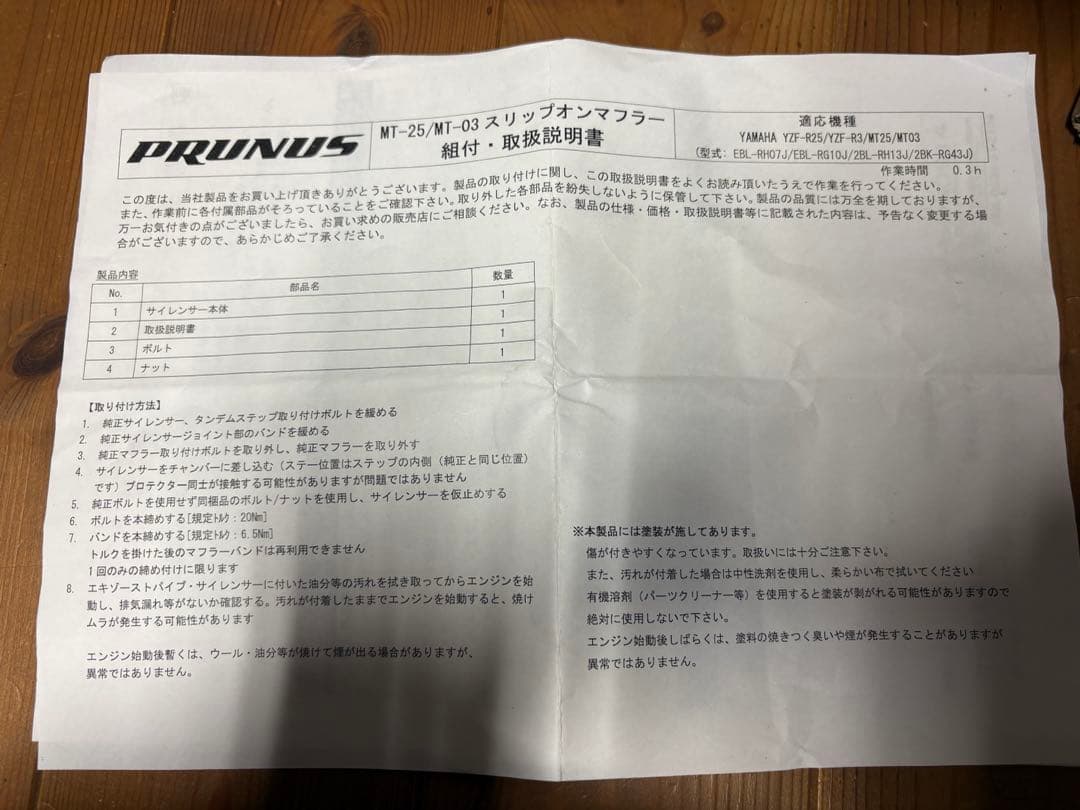 PRUNUS
MT-25/MT-03 スリップオンマフラー
組付・取扱説明書
適応機種
YAMAHA YZF-R25/YZF-R3/MT25/MT03
(型式: EBL-RH07J/EBL-RG10J/2BL-RH13J/2BK-RG43J)
作業時間 0.3h
この度は、当社製品をお買い上げ頂きありがとうございます。製品の取り付けに関し、この取扱説明書をよくお読み頂いたうえで作業を行ってください。
また、作業前に各付属部品がそろっていることをご確認下さい。取り外した各部品を紛失しないように保管して下さい。製品の品質には万全を期しておりますが、
万一お気付きの点がございましたら、お買い求めの販売店にご相談ください。なお、製品の仕様・価格・取扱説明書等に記載された内容は、予告なく変更する場
合がございますので、あらかじめご了承ください。
製品内容
No. 部品名 数量
1 サイレンサー本体 1
2 取扱説明書 1
3 ボルト 1
4 ナット 1
【取り付け方法】
1. 純正サイレンサー、タンデムステップ取り付けボルトを緩める
2. 純正サイレンサージョイント部のバンドを緩める
3. 純正マフラー取り付けボルトを取り外し、純正マフラーを取り外す
4. サイレンサーをチャンバーに差し込む（ステー位置はステップの内側（純正と同じ位置）
です）プロテクター同士が接触する可能性がありますが問題ではありません
5. 純正ボルトを使用せず同梱品のボルト/ナットを使用し、サイレンサーを仮止めする
6. ボルトを本締めする[規定ﾄﾙｸ：20Nm]
7. バンドを本締めする[規定ﾄﾙｸ：6.5Nm]
トルクを掛けた後のマフラーバンドは再利用できません
1回のみの締め付けに限ります
8. エキゾーストパイプ・サイレンサーに付いた油分等の汚れを拭き取ってからエンジンを始
動し、排気漏れ等がないか確認する。汚れが付着したままでエンジンを始動すると、焼け
ムラが発生する可能性があります
エンジン始動後暫くは、ウール・油分等が焼けて煙が出る場合がありますが、
異常ではありません。
※本製品には塗装が施してあります。
傷が付きやすくなっています。取扱いには十分ご注意下さい。
また、汚れが付着した場合は中性洗剤を使用し、柔らかい布で拭いてください
有機溶剤（パーツクリーナー等）を使用すると塗装が剥がれる可能性がありますので
絶対に使用しないで下さい。
エンジン始動後しばらくは、塗料の焼きつく臭いや煙が発生することがありますが
異常ではありません。